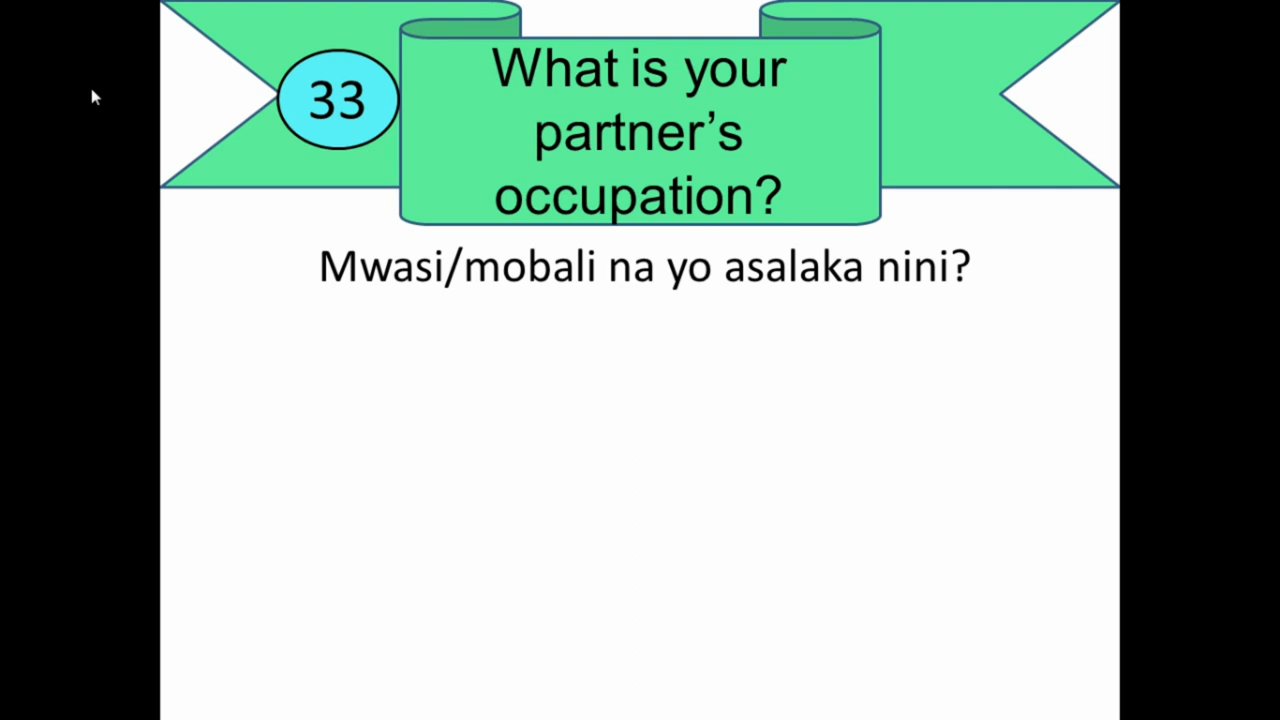 33
What is your
partner’s
occupation?
Mwasi/mobali na yo asalaka nini?